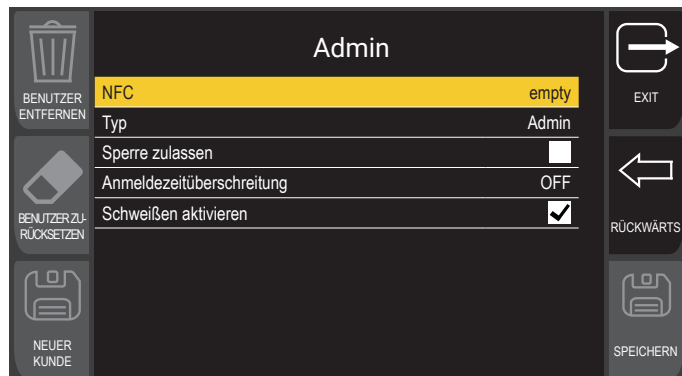 Admin
BENUTZER
ENTFERNEN
NFC empty
EXIT
Typ Admin
Sperre zulassen
Anmeldezeitüberschreitung OFF
BENUTZER ZU-
RÜCKSETZEN
Schweißen aktivieren
RÜCKWÄRTS
NEUER
KUNDE
SPEICHERN